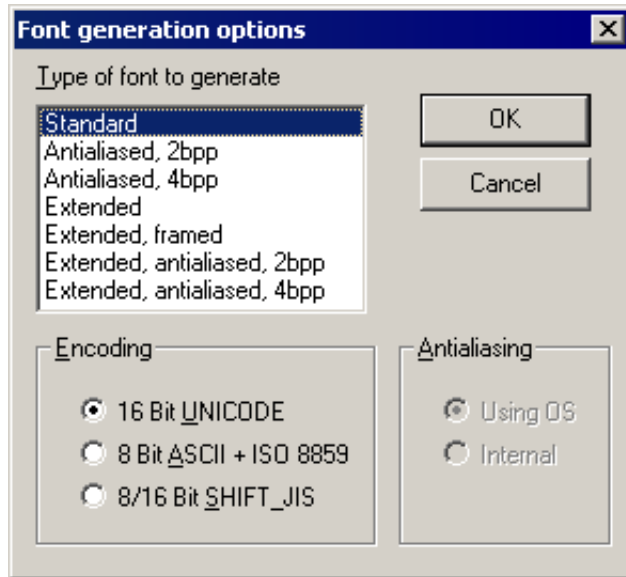 Font generation options
Type of font to generate
Standard
Antialiased, 2bpp
Antialiased, 4bpp
Extended
Extended, framed
Extended, antialiased, 2bpp
Extended, antialiased, 4bpp
OK
Cancel
Encoding
16 Bit UNICODE
8 Bit ASCII + ISO 8859
8/16 Bit SHIFT_JIS
Antialiasing
Using OS
Internal